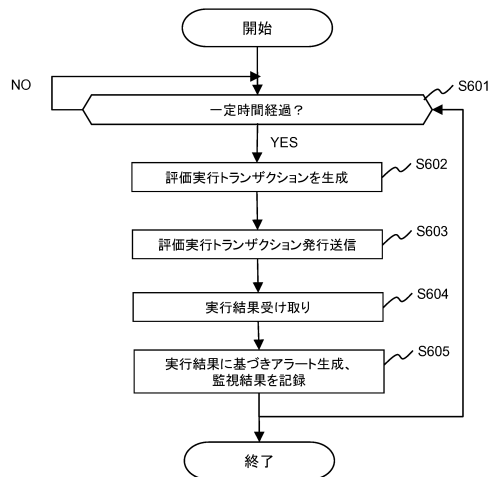 開始
NO
S601
一定時間経過？
YES
S602
評価実行トランザクションを生成
S603
評価実行トランザクション発行送信
S604
実行結果受け取り
S605
実行結果に基づきアラート生成、
監視結果を記録
終了